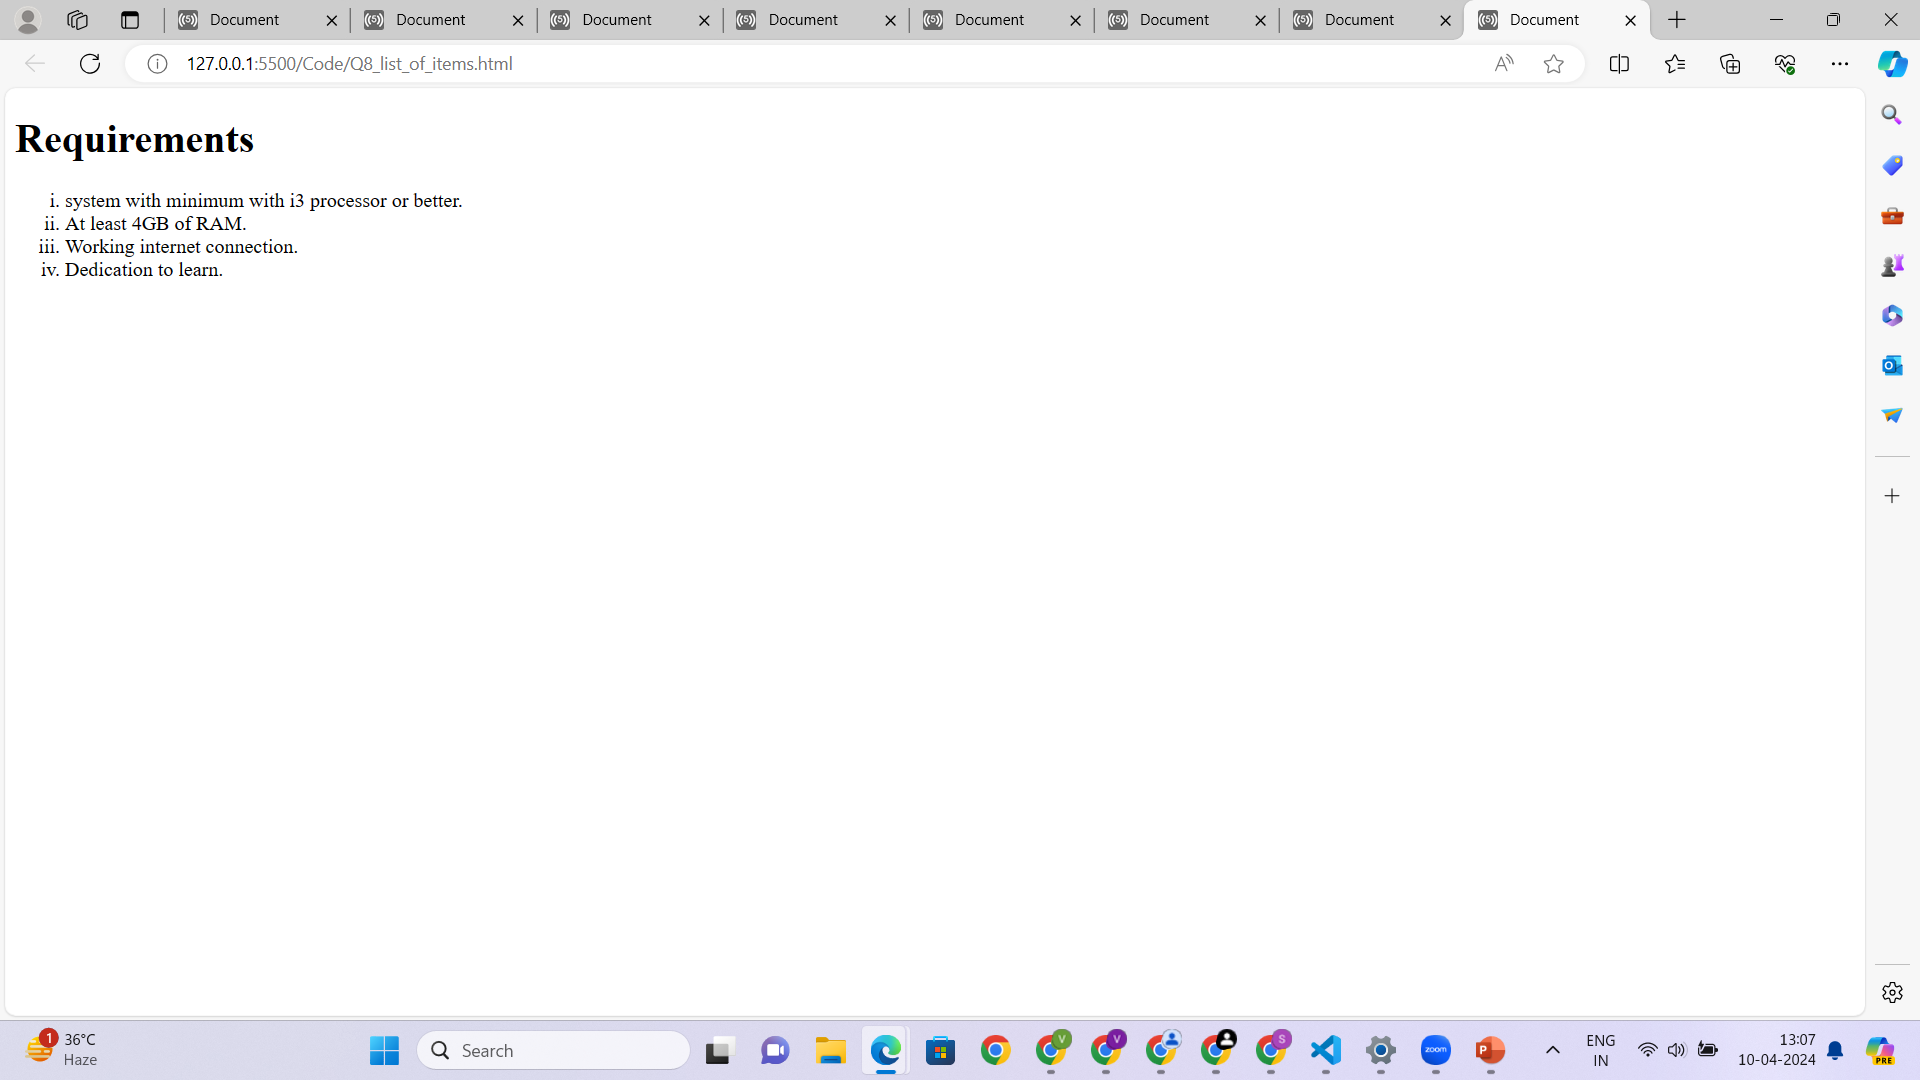 Document Document Document Document Document Document Document Document
127.0.0.1:5500/Code/Q8_list_of_items.html
Requirements
i. system with minimum with i3 processor or better.
ii. At least 4GB of RAM.
iii. Working internet connection.
iv. Dedication to learn.
1 36°C
Haze
Search
V
V
S
zoom
P
ENG
IN
13:07
10-04-2024
PRE